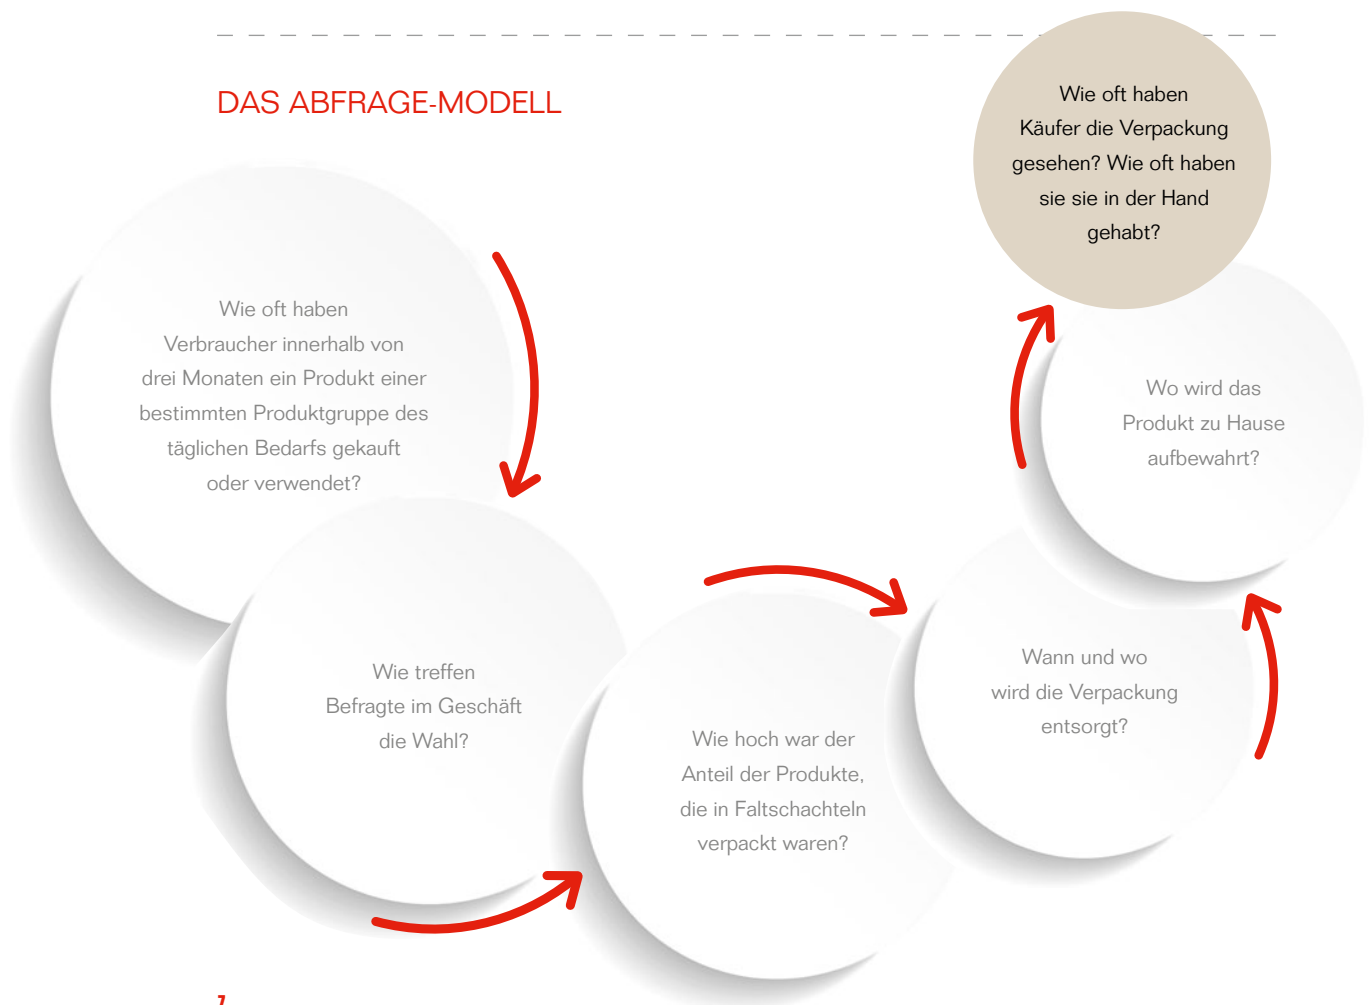 DAS ABFRAGE-MODELL
Wie oft haben
Verbraucher innerhalb von
drei Monaten ein Produkt einer
bestimmten Produktgruppe des
täglichen Bedarfs gekauft
oder verwendet?
Wie treffen
Befragte im Geschäft
die Wahl?
Wie hoch war der
Anteil der Produkte,
die in Faltschachteln
verpackt waren?
Wann und wo
wird die Verpackung
entsorgt?
Wo wird das
Produkt zu Hause
aufbewahrt?
Wie oft haben
Käufer die Verpackung
gesehen? Wie oft haben
sie sie in der Hand
gehabt?